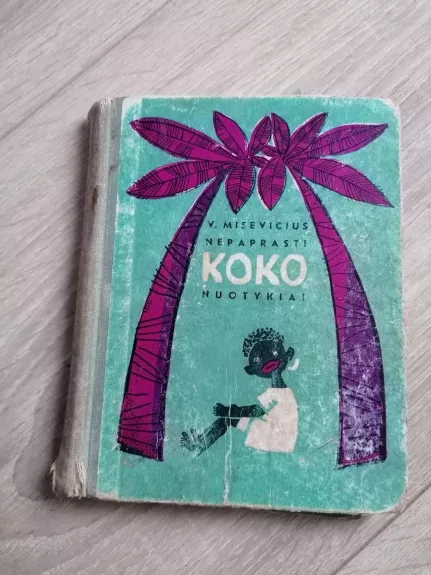 V. MISEVIČIUS
NEPAPRASTI
KOKO
NUOTYKIAI